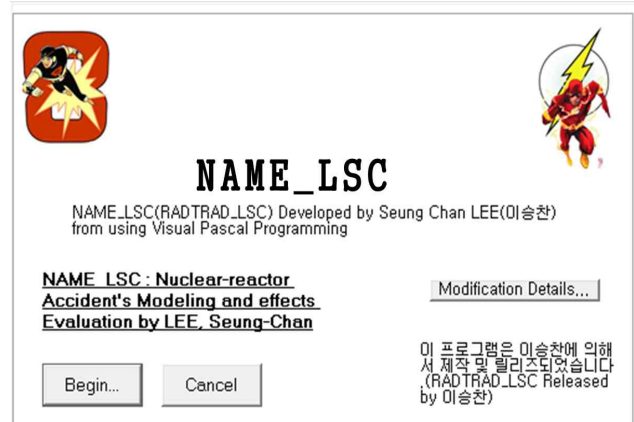 NAME_LSC
NAME_LSC(RADTRAD_LSC) Developed by Seung Chan LEE(이승찬)
from using Visual Pascal Programming
NAME_LSC : Nuclear-reactor
Accident's Modeling and effects
Evaluation by LEE, Seung-Chan
Modification Details...
이 프로그램은 이승찬에 의해
서 제작 및 릴리즈되었습니다
.(RADTRAD_LSC Released
by 이승찬)
Begin...
Cancel